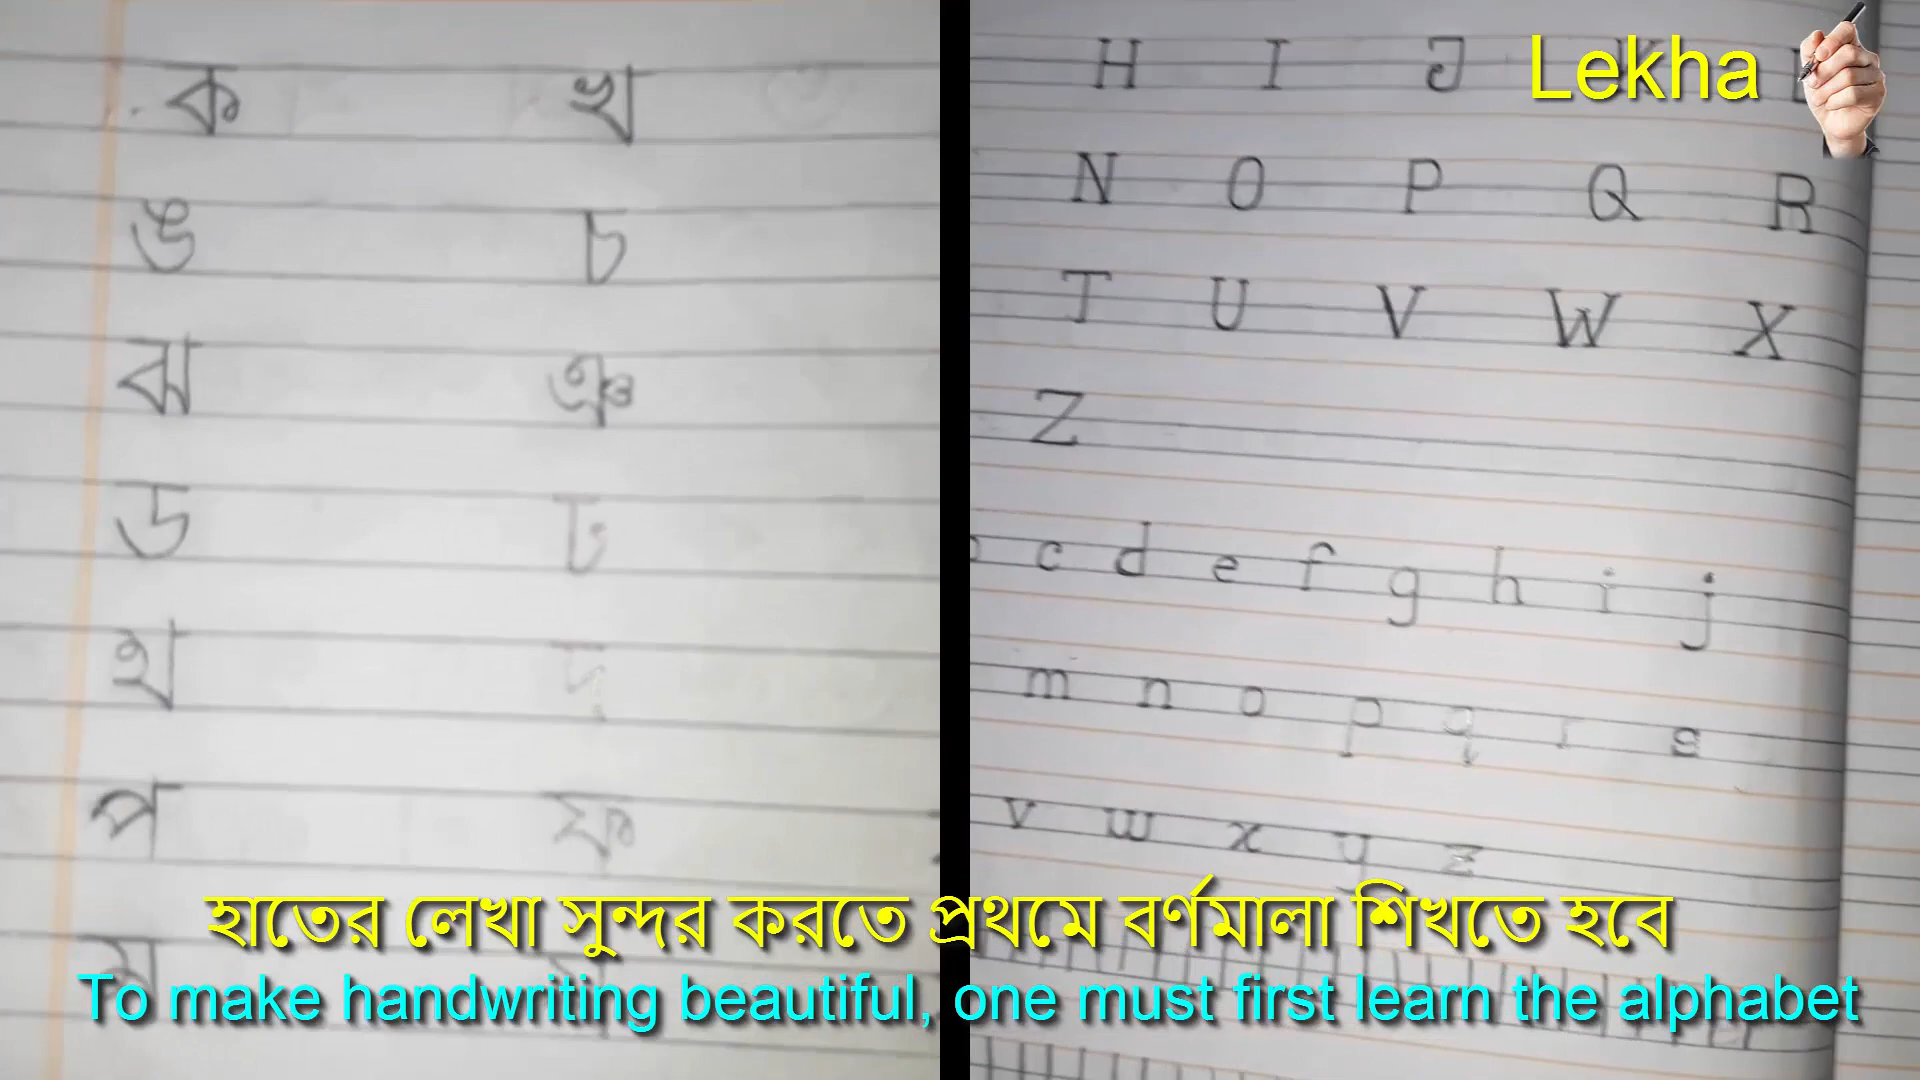 ক খ
ঙ চ
ঝ ঞ
ড ঢ
থ দ
প ফ
ম
H I J K L
N O P Q R
T U V W X
Z
c d e f g h i j
m n o p q r s
v w x y z
Lekha
হাতের লেখা সুন্দর করতে প্রথমে বর্ণমালা শিখতে হবে
To make handwriting beautiful, one must first learn the alphabet